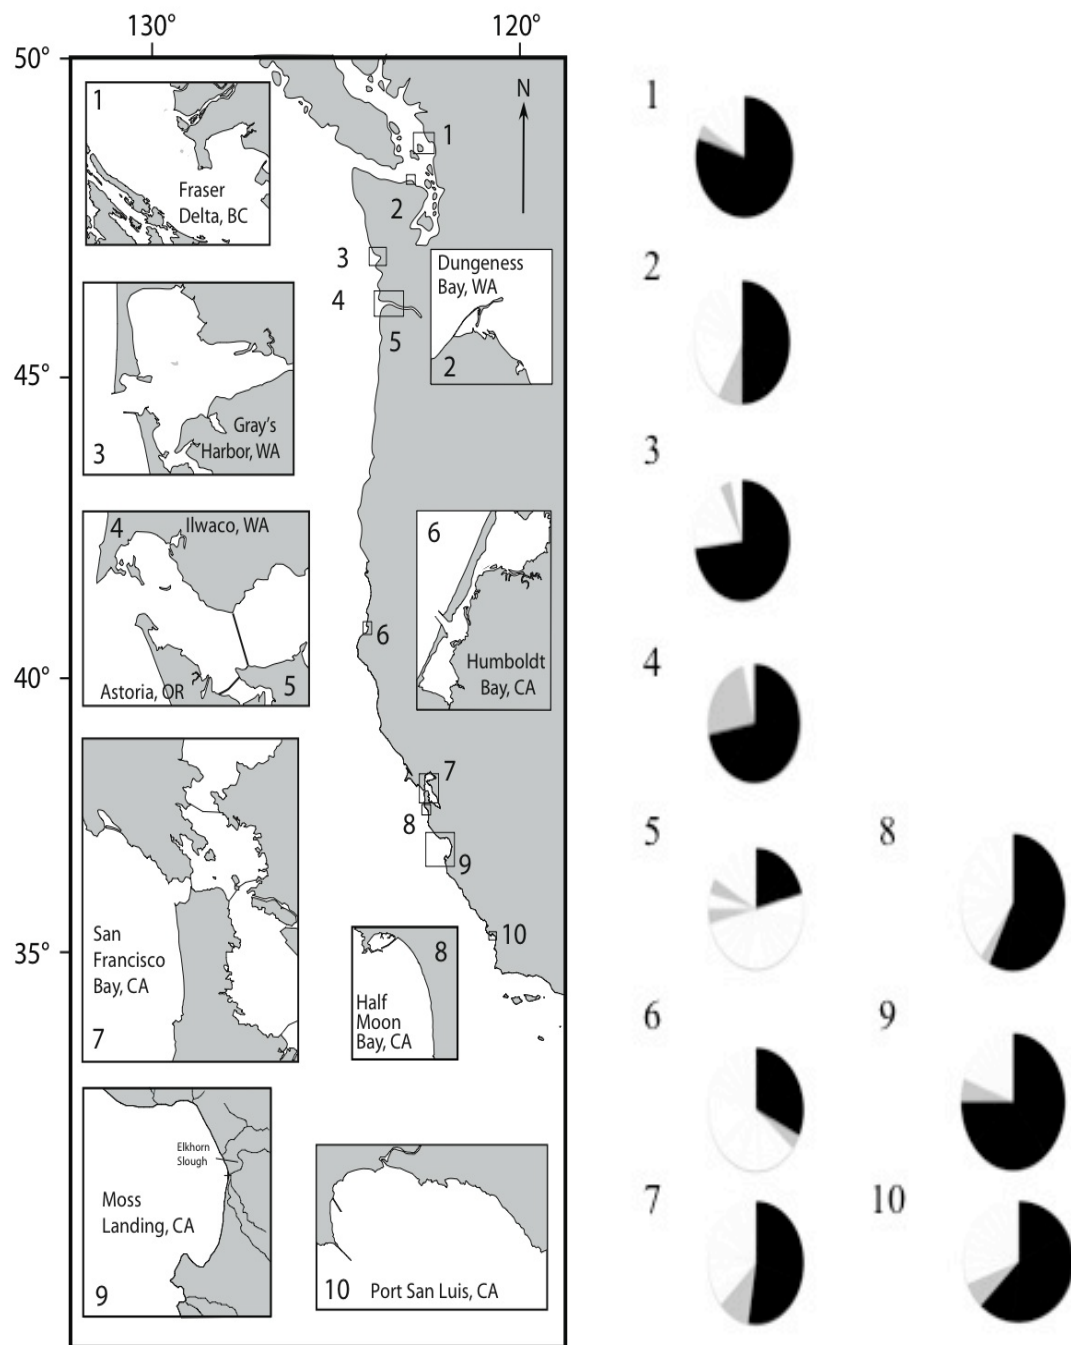 130°
120°
50°
45°
40°
35°
N
1
Fraser
Delta, BC
1
2
3
4
5
6
7
8
9
10
Dungeness
Bay, WA
2
Gray's
Harbor, WA
3
4
Ilwaco, WA
Astoria, OR
5
6
Humboldt
Bay, CA
San
Francisco
Bay, CA
7
8
Half
Moon
Bay, CA
Elkhorn
Slough
Moss
Landing, CA
9
10 Port San Luis, CA
1
2
3
4
5
6
7
8
9
10